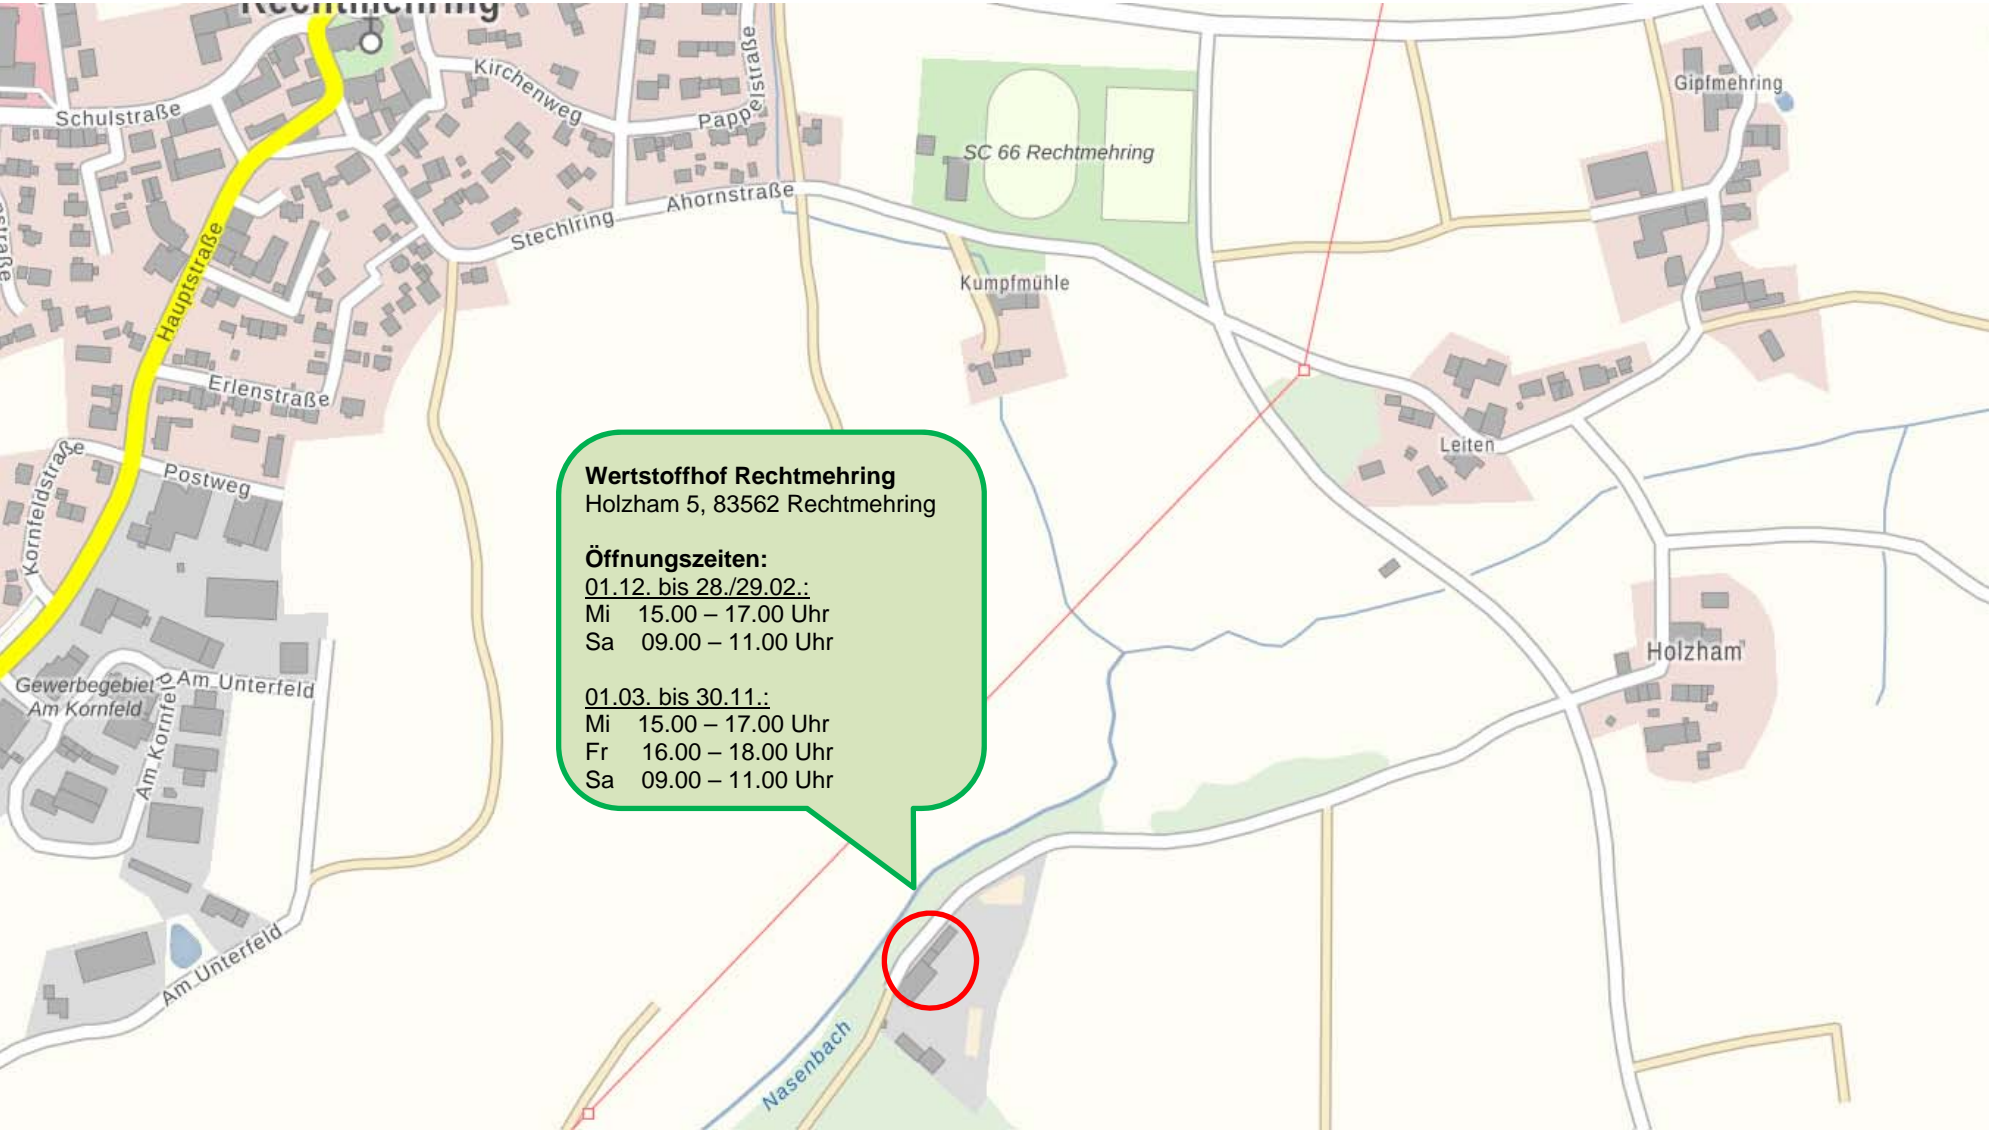 Rechtmehring
Schulstraße
Kirchenweg
Pappelstraße
Gipfmehring
SC 66 Rechtmehring
Ahornstraße
Stechlring
Hauptstraße
Kumpfmühle
Erlenstraße
Leiten
Kornfeldstraße
Postweg
Wertstoffhof Rechtmehring
Holzham 5, 83562 Rechtmehring
Öffnungszeiten:
01.12. bis 28./29.02.:
Mi 15.00 – 17.00 Uhr
Sa 09.00 – 11.00 Uhr
01.03. bis 30.11.:
Mi 15.00 – 17.00 Uhr
Fr 16.00 – 18.00 Uhr
Sa 09.00 – 11.00 Uhr
Holzham
Gewerbegebiet
Am Kornfeld
Am Unterfeld
Am Kornfeld
Am Unterfeld
Nasenbach